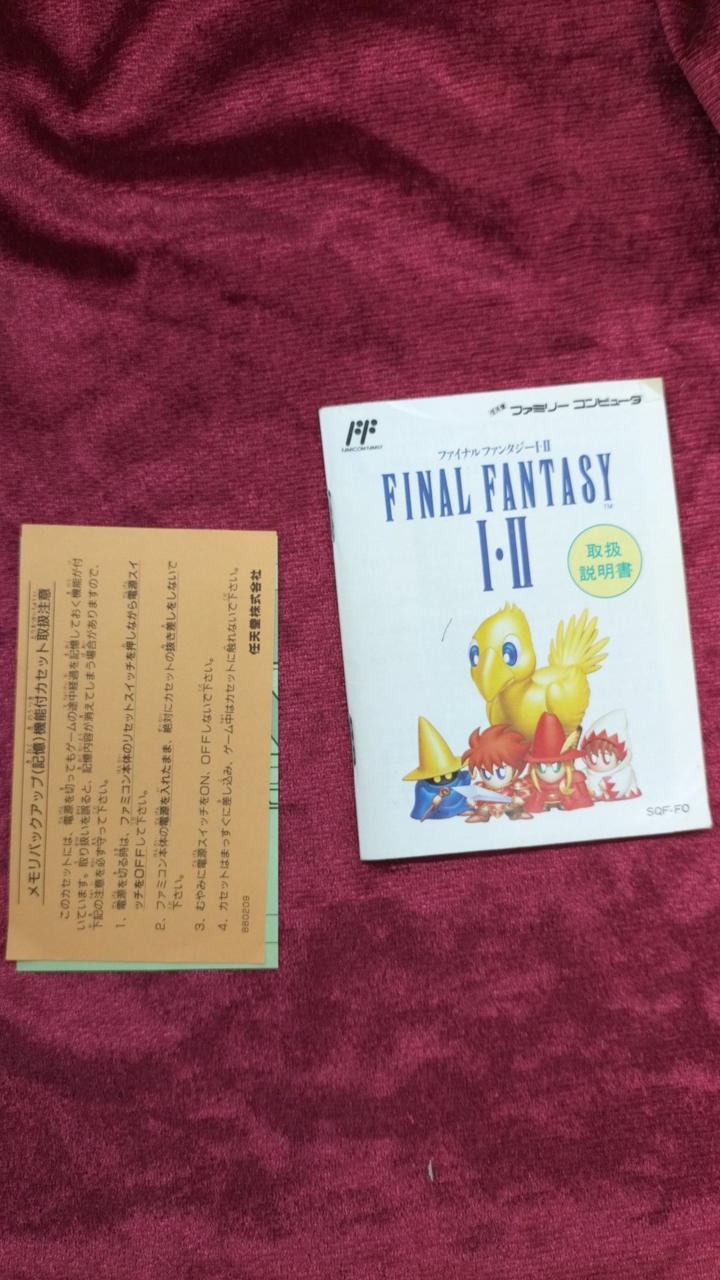 メモリバックアップ(記憶)機能付カセット取扱注意
このカセットには、電源を切ってもゲームの途中経過を記憶しておく機能が付
いています。取り扱いを誤ると、記憶内容が消えてしまう場合がありますので、
下記の注意を必ず守って下さい。
1. 電源を切る時は、ファミコン本体のリセットスイッチを押しながら電源スイ
ッチをOFFして下さい。
2. ファミコン本体の電源を入れたまま、絶対にカセットの抜き差しをしないで
下さい。
3. むやみに電源スイッチをON、OFFしないで下さい。
4. カセットはまっすぐに差し込み、ゲーム中はカセットに触れないで下さい。
880209
任天堂株式会社
ファミリーコンピュータ
FF
ファイナルファンタジーI・II
FINAL FANTASY
TM
I・II
取扱
説明書
SQF-FO